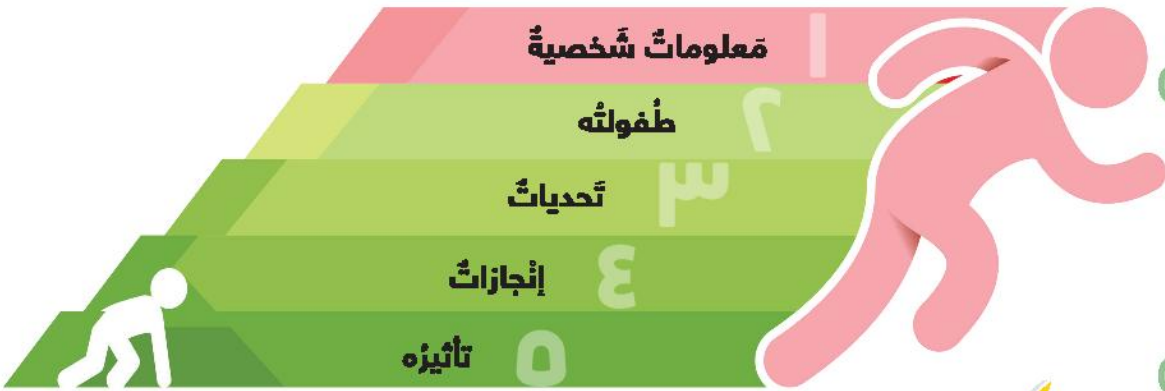 ١ مَعلوماتٌ شَخصيةٌ
٢ طُفولتُه
٣ تَحدياتٌ
٤ إنْجازاتٌ
٥ تأثيرُه